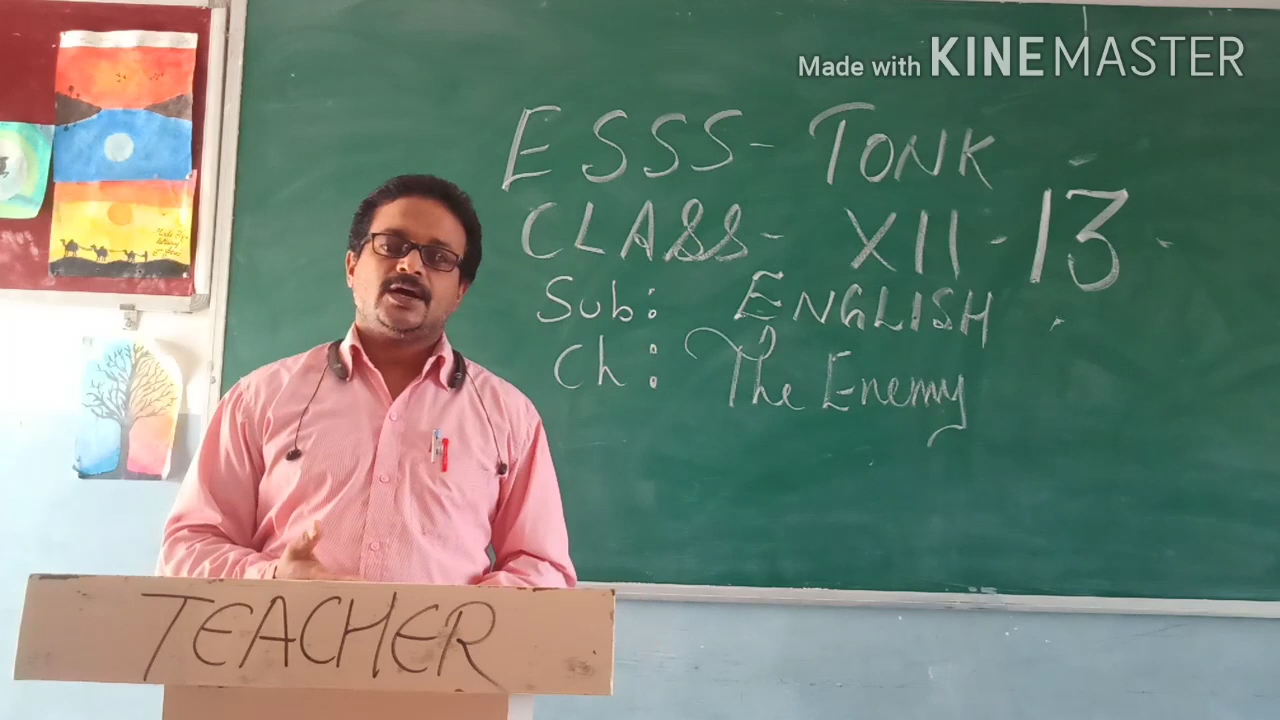 Made with KINEMASTER
ESSS - TONK
CLASS - XII - 13 -
Sub: ENGLISH
Ch: The Enemy
TEACHER